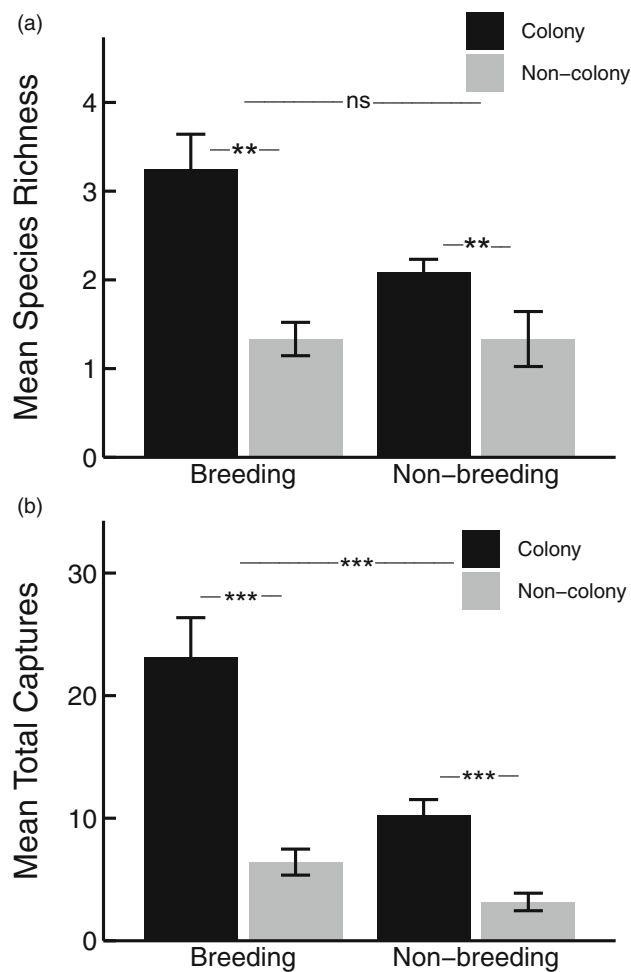 (a)
Colony
Non-colony
Mean Species Richness
4
3
2
1
0
ns
**
**
Breeding
Non-breeding
(b)
Colony
Non-colony
Mean Total Captures
30
20
10
0
***
***
***
Breeding
Non-breeding